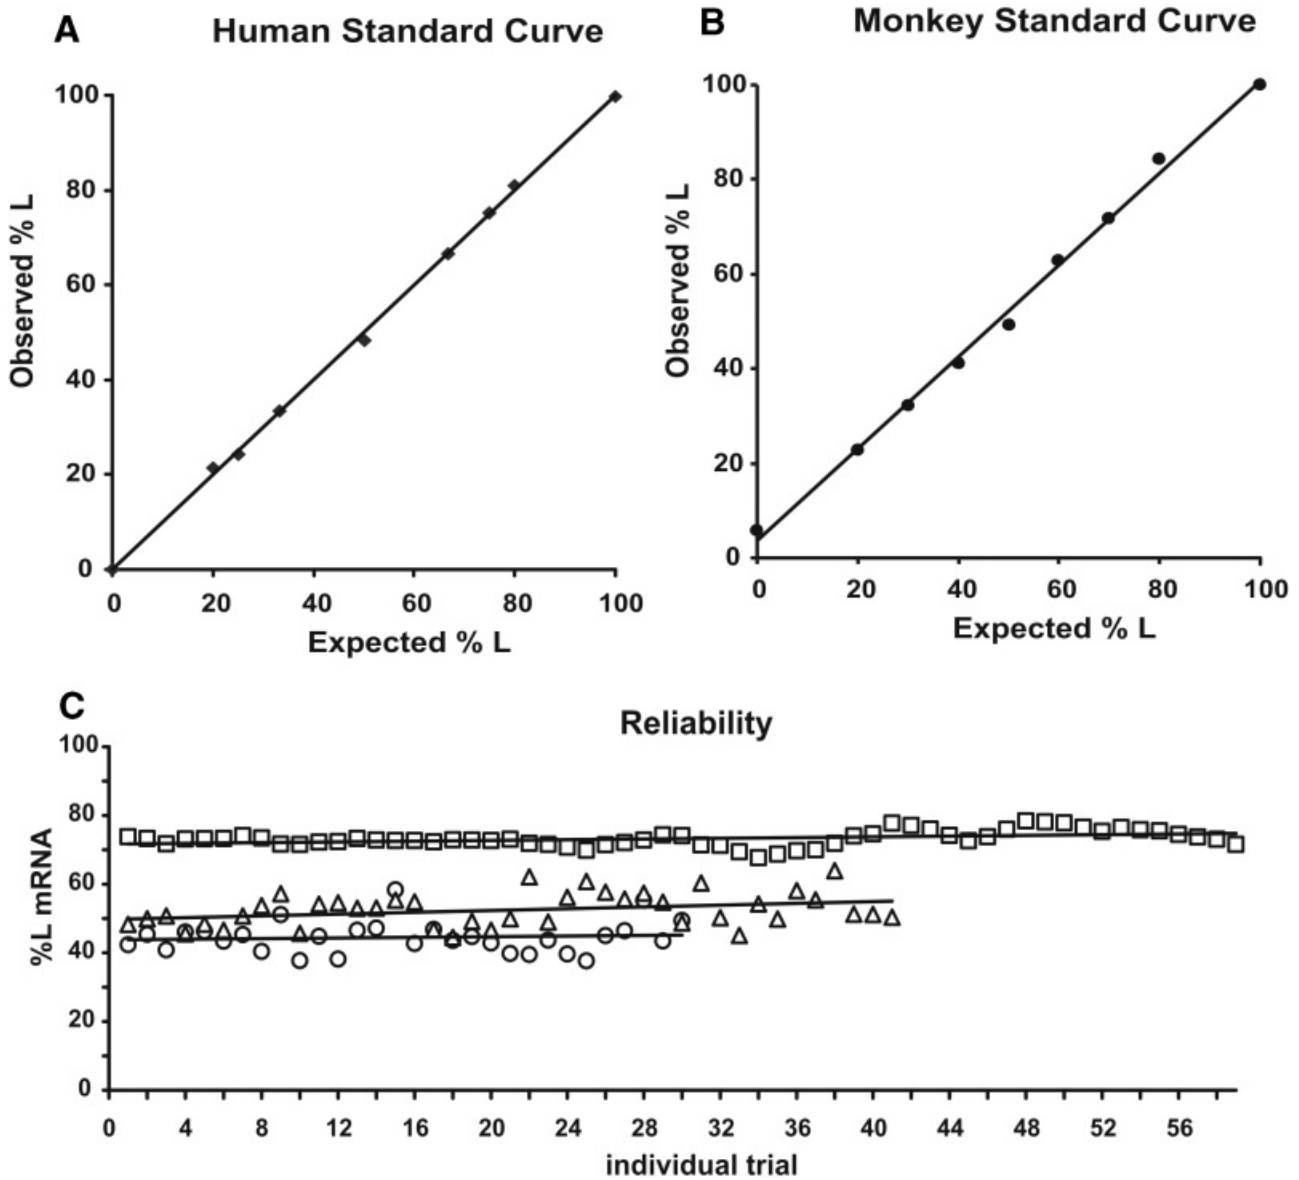 A
Human Standard Curve
100
80
60
40
20
0
Observed % L
0 20 40 60 80 100
Expected % L
B
Monkey Standard Curve
100
80
60
40
20
0
Observed % L
0 20 40 60 80 100
Expected % L
C
Reliability
100
80
60
40
20
0
%L mRNA
0 4 8 12 16 20 24 28 32 36 40 44 48 52 56
individual trial